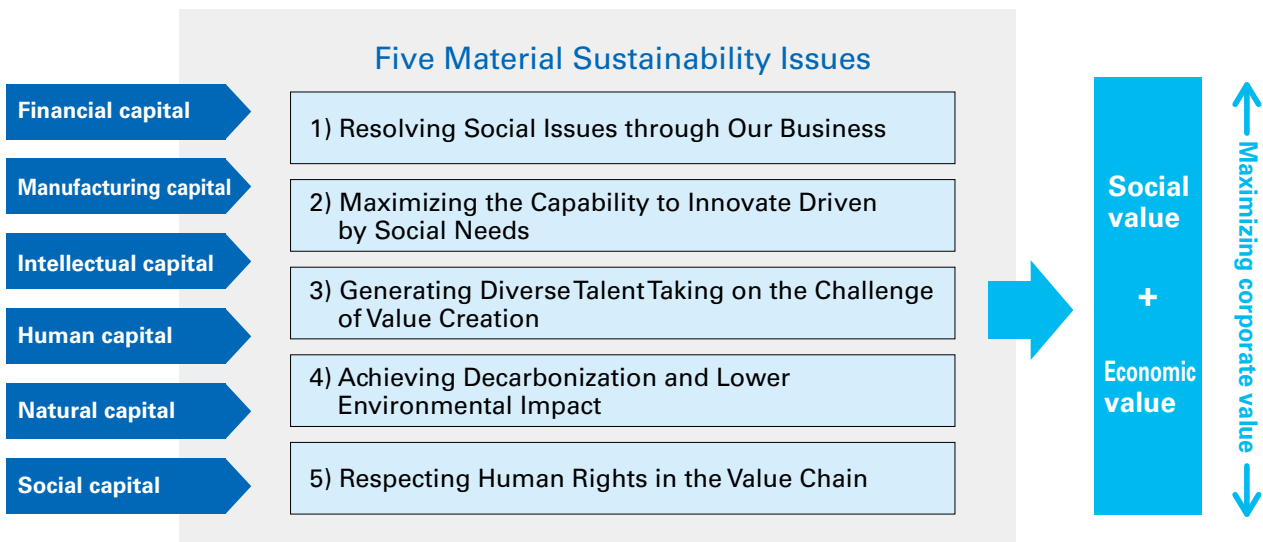 Five Material Sustainability Issues
Financial capital
Manufacturing capital
Intellectual capital
Human capital
Natural capital
Social capital
1) Resolving Social Issues through Our Business
2) Maximizing the Capability to Innovate Driven
by Social Needs
3) Generating Diverse Talent Taking on the Challenge
of Value Creation
4) Achieving Decarbonization and Lower
Environmental Impact
5) Respecting Human Rights in the Value Chain
Social
value
+
Economic
value
Maximizing corporate value